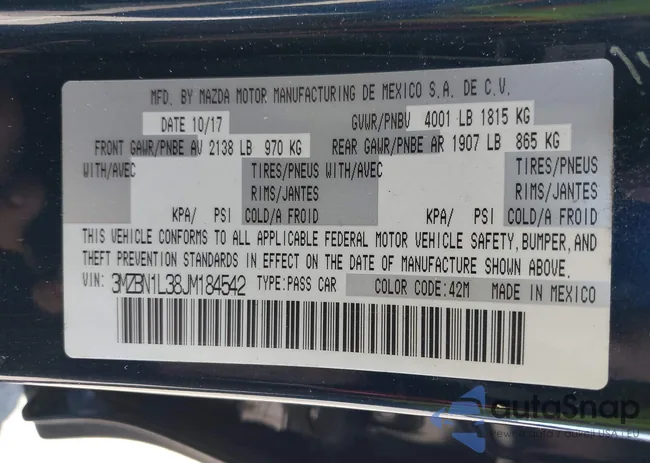 MFD. BY MAZDA MOTOR MANUFACTURING DE MEXICO S.A. DE C.V.
DATE 10/17 GVWR/PNBV 4001 LB 1815 KG
FRONT GAWR/PNBE AV 2138 LB 970 KG REAR GAWR/PNBE AR 1907 LB 865 KG
WITH/AVEC TIRES/PNEUS WITH/AVEC TIRES/PNEUS
RIMS/JANTES RIMS/JANTES
KPA/ PSI COLD/A FROID KPA/ PSI COLD/A FROID
THIS VEHICLE CONFORMS TO ALL APPLICABLE FEDERAL MOTOR VEHICLE SAFETY, BUMPER, AND
THEFT PREVENTION STANDARDS IN EFFECT ON THE DATE OF MANUFACTURE SHOWN ABOVE.
VIN: 3MZBN1L38JM184542 TYPE:PASS CAR COLOR CODE:42M MADE IN MEXICO
autoSnap